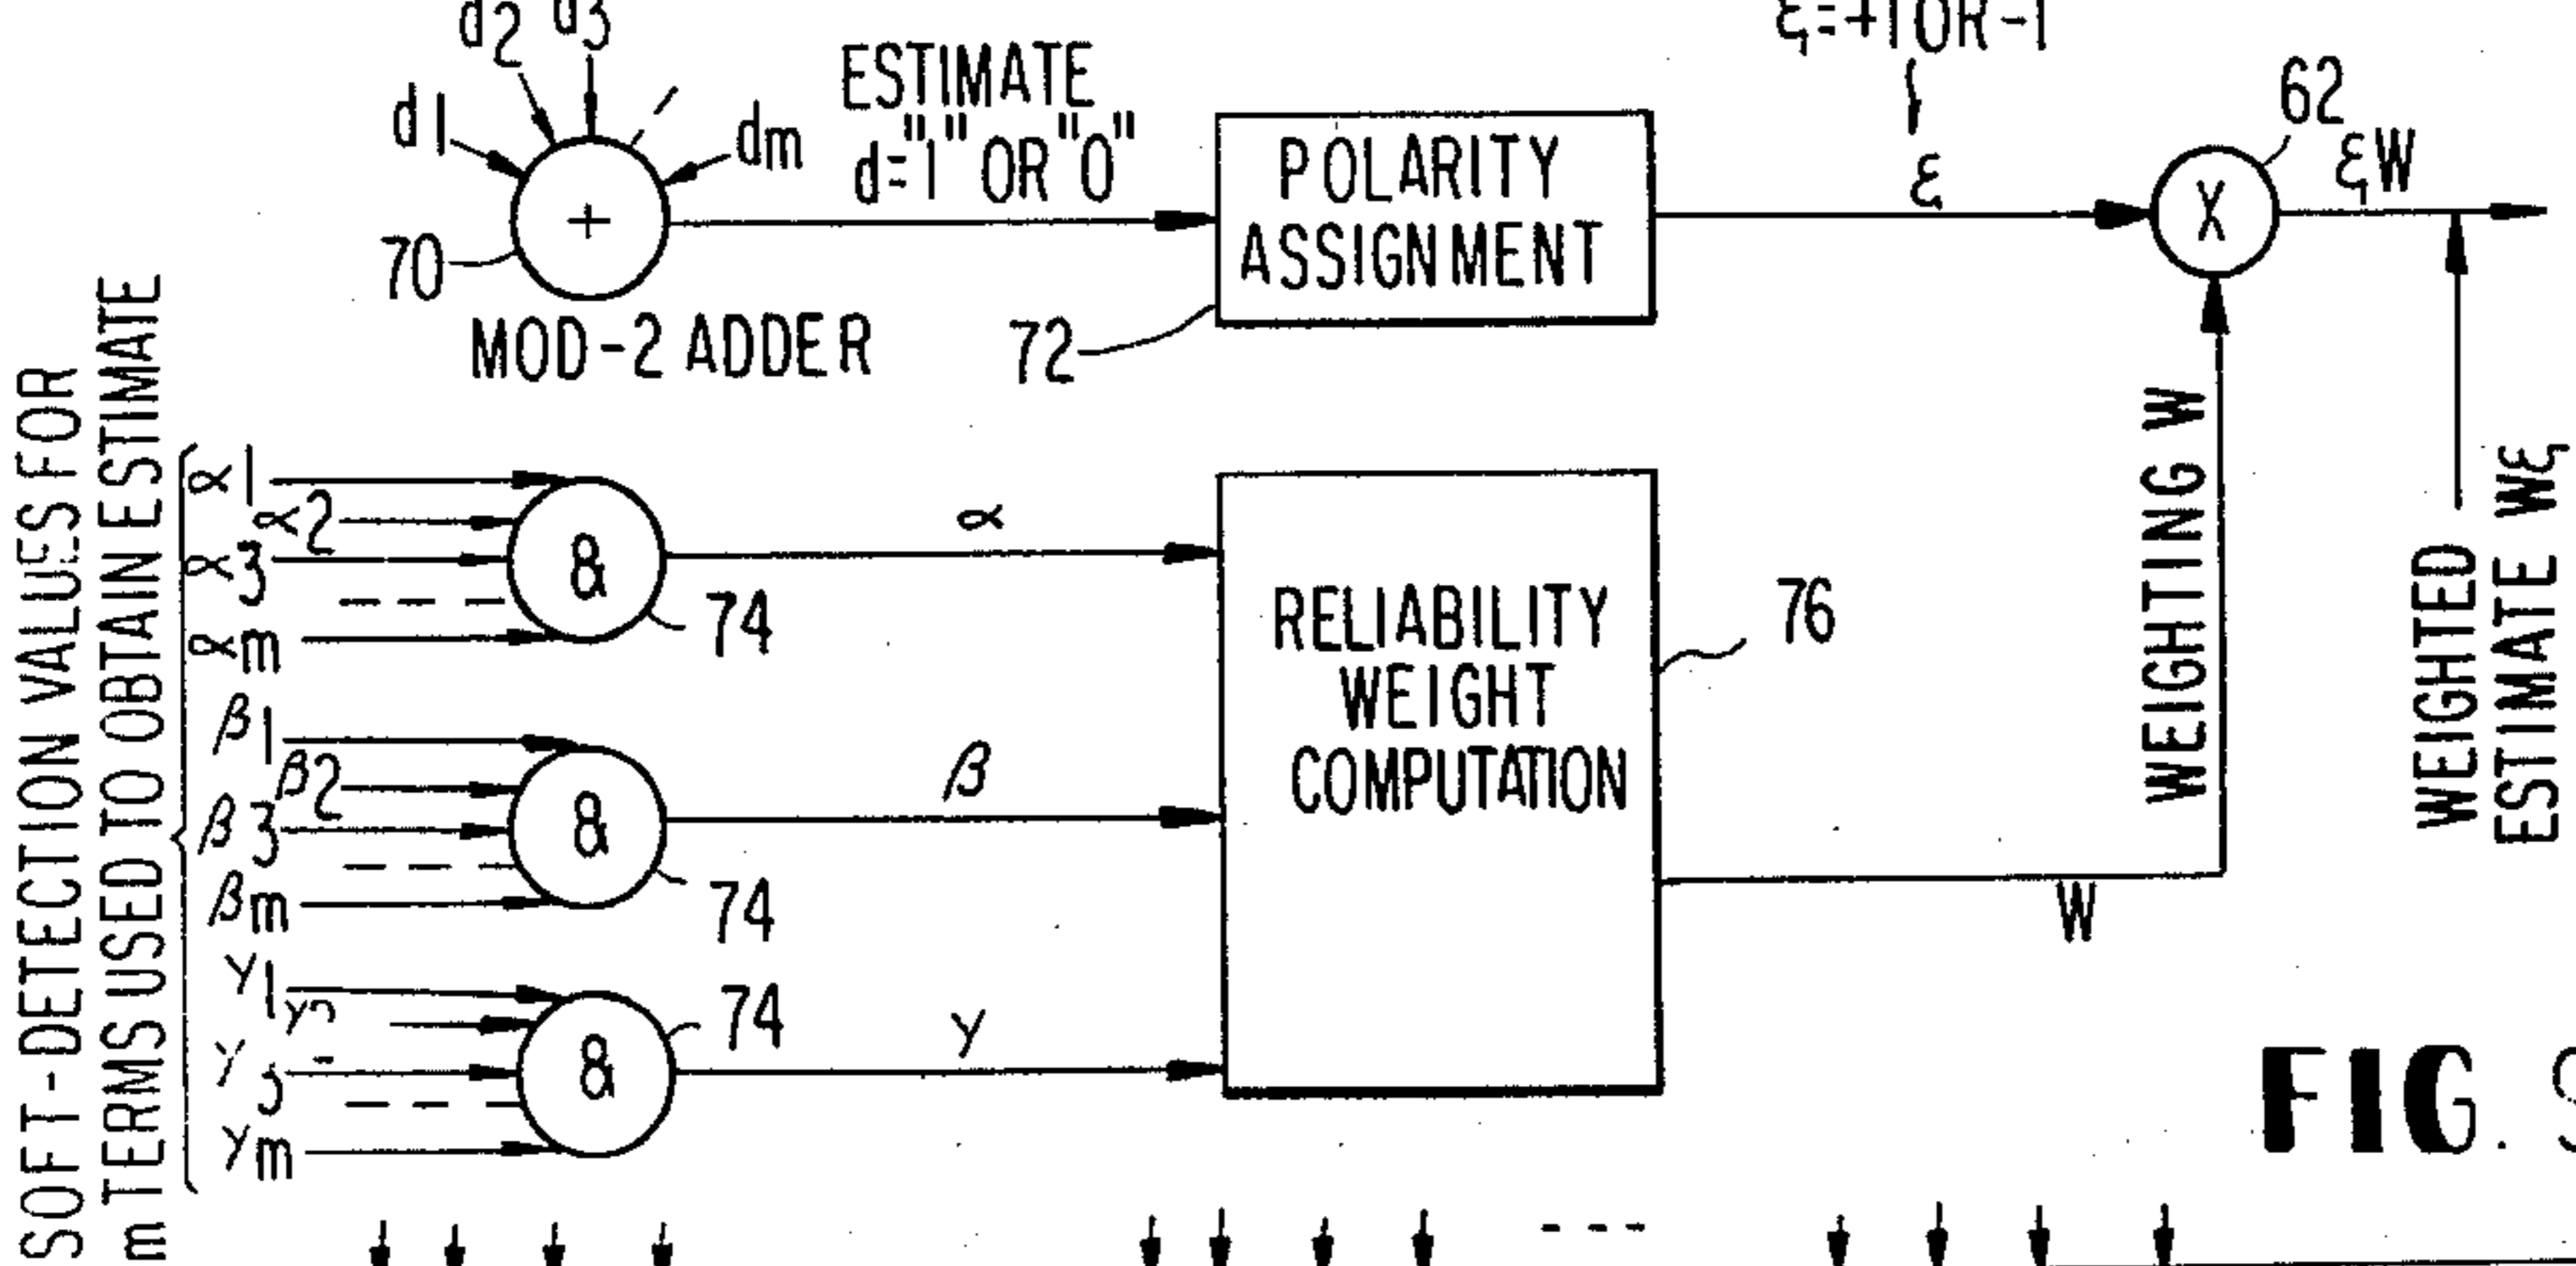 d2 d3
ξ=+1 OR -1
d1
dm
ESTIMATE
d="1" OR "0"
62
POLARITY
ASSIGNMENT
ξ
X
ξW
+
70
MOD-2 ADDER
72
SOFT-DETECTION VALUES FOR
m TERMS USED TO OBTAIN ESTIMATE
α1
α2
α3
αm
&
74
α
β1
β2
β3
βm
&
74
β
γ1
γ3
γm
&
74
γ
RELIABILITY
WEIGHT
COMPUTATION
76
WEIGHTING W
W
WEIGHTED
ESTIMATE Wξ
FIG.